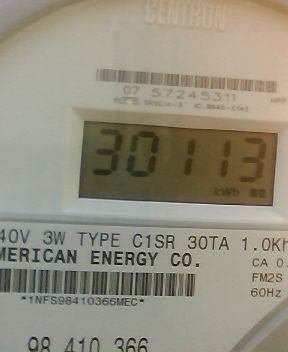 CENTRON
07 57245311
30113
kWh
40V 3W TYPE C1SR 30TA 1.0Kh
MERICAN ENERGY CO.
CA 0.
FM2S
60Hz
*1NFS98410366MEC*
98 410 366